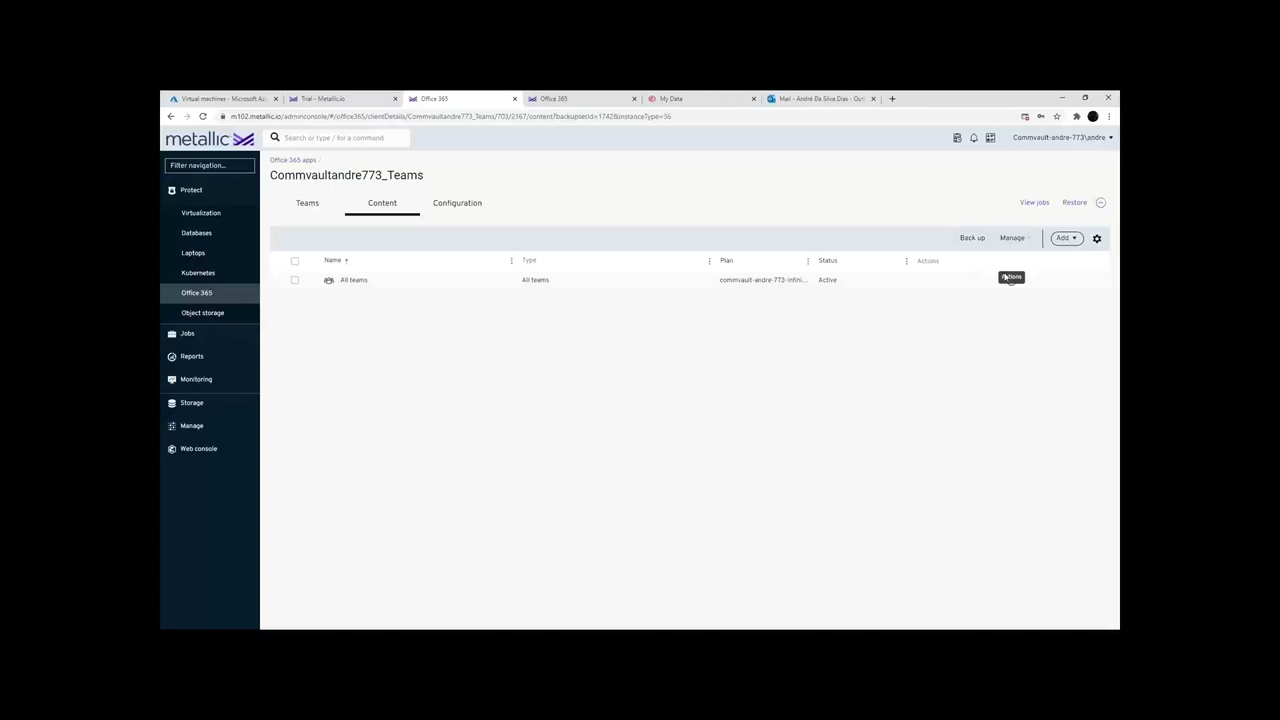 Virtual machines - Microsoft Az
Trial - Metallic.io
Office 365
Office 365
My Data
Mail - André Da Silva Dias - Out
m102.metallic.io/adminconsole/#/office365/clientDetails/Commvaultandre773_Teams/703/2167/content?backupsetId=1742&instanceType=36
metallic
Search or type / for a command
Commvault-andre-773\andre
Filter navigation...
Protect
Virtualization
Databases
Laptops
Kubernetes
Office 365
Object storage
Jobs
Reports
Monitoring
Storage
Manage
Web console
Office 365 apps /
Commvaultandre773_Teams
Teams Content Configuration
View jobs Restore
Back up Manage Add
Name Type Plan Status Actions
All teams All teams commvault-andre-773-infini... Active
Actions